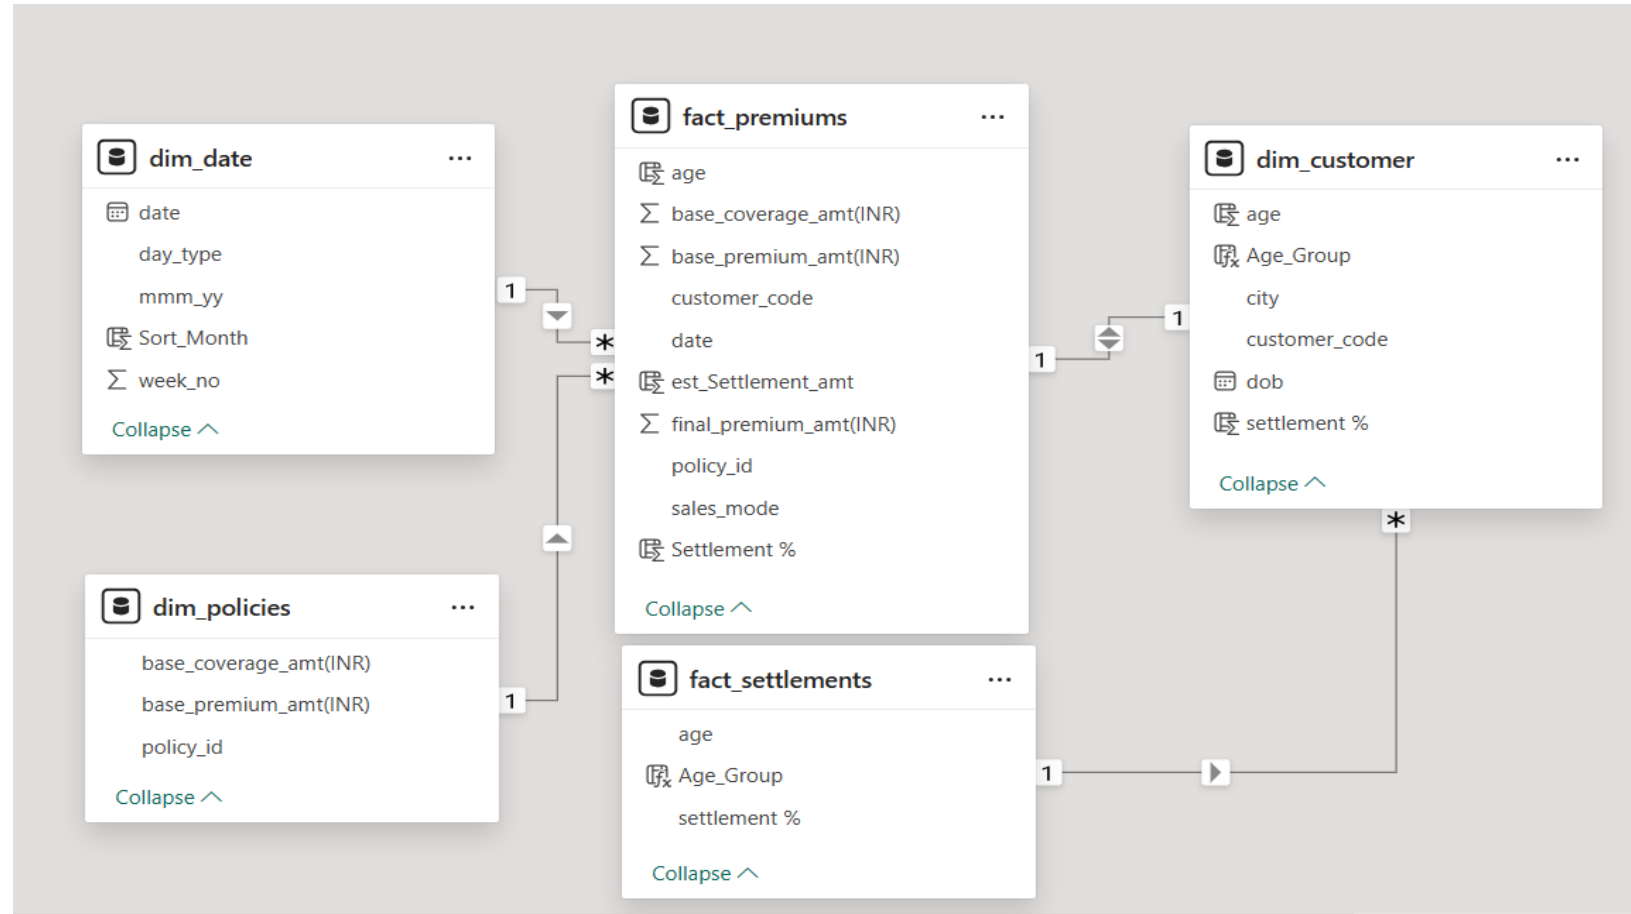 dim_date
...
date
day_type
mmm_yy
Sort_Month
∑ week_no
Collapse
1
*
*
fact_premiums
...
age
∑ base_coverage_amt(INR)
∑ base_premium_amt(INR)
customer_code
date
est_Settlement_amt
∑ final_premium_amt(INR)
policy_id
sales_mode
Settlement %
Collapse
1
1
dim_customer
...
age
Age_Group
city
customer_code
dob
settlement %
Collapse
*
dim_policies
...
base_coverage_amt(INR)
base_premium_amt(INR)
policy_id
Collapse
1
fact_settlements
...
age
Age_Group
settlement %
Collapse
1